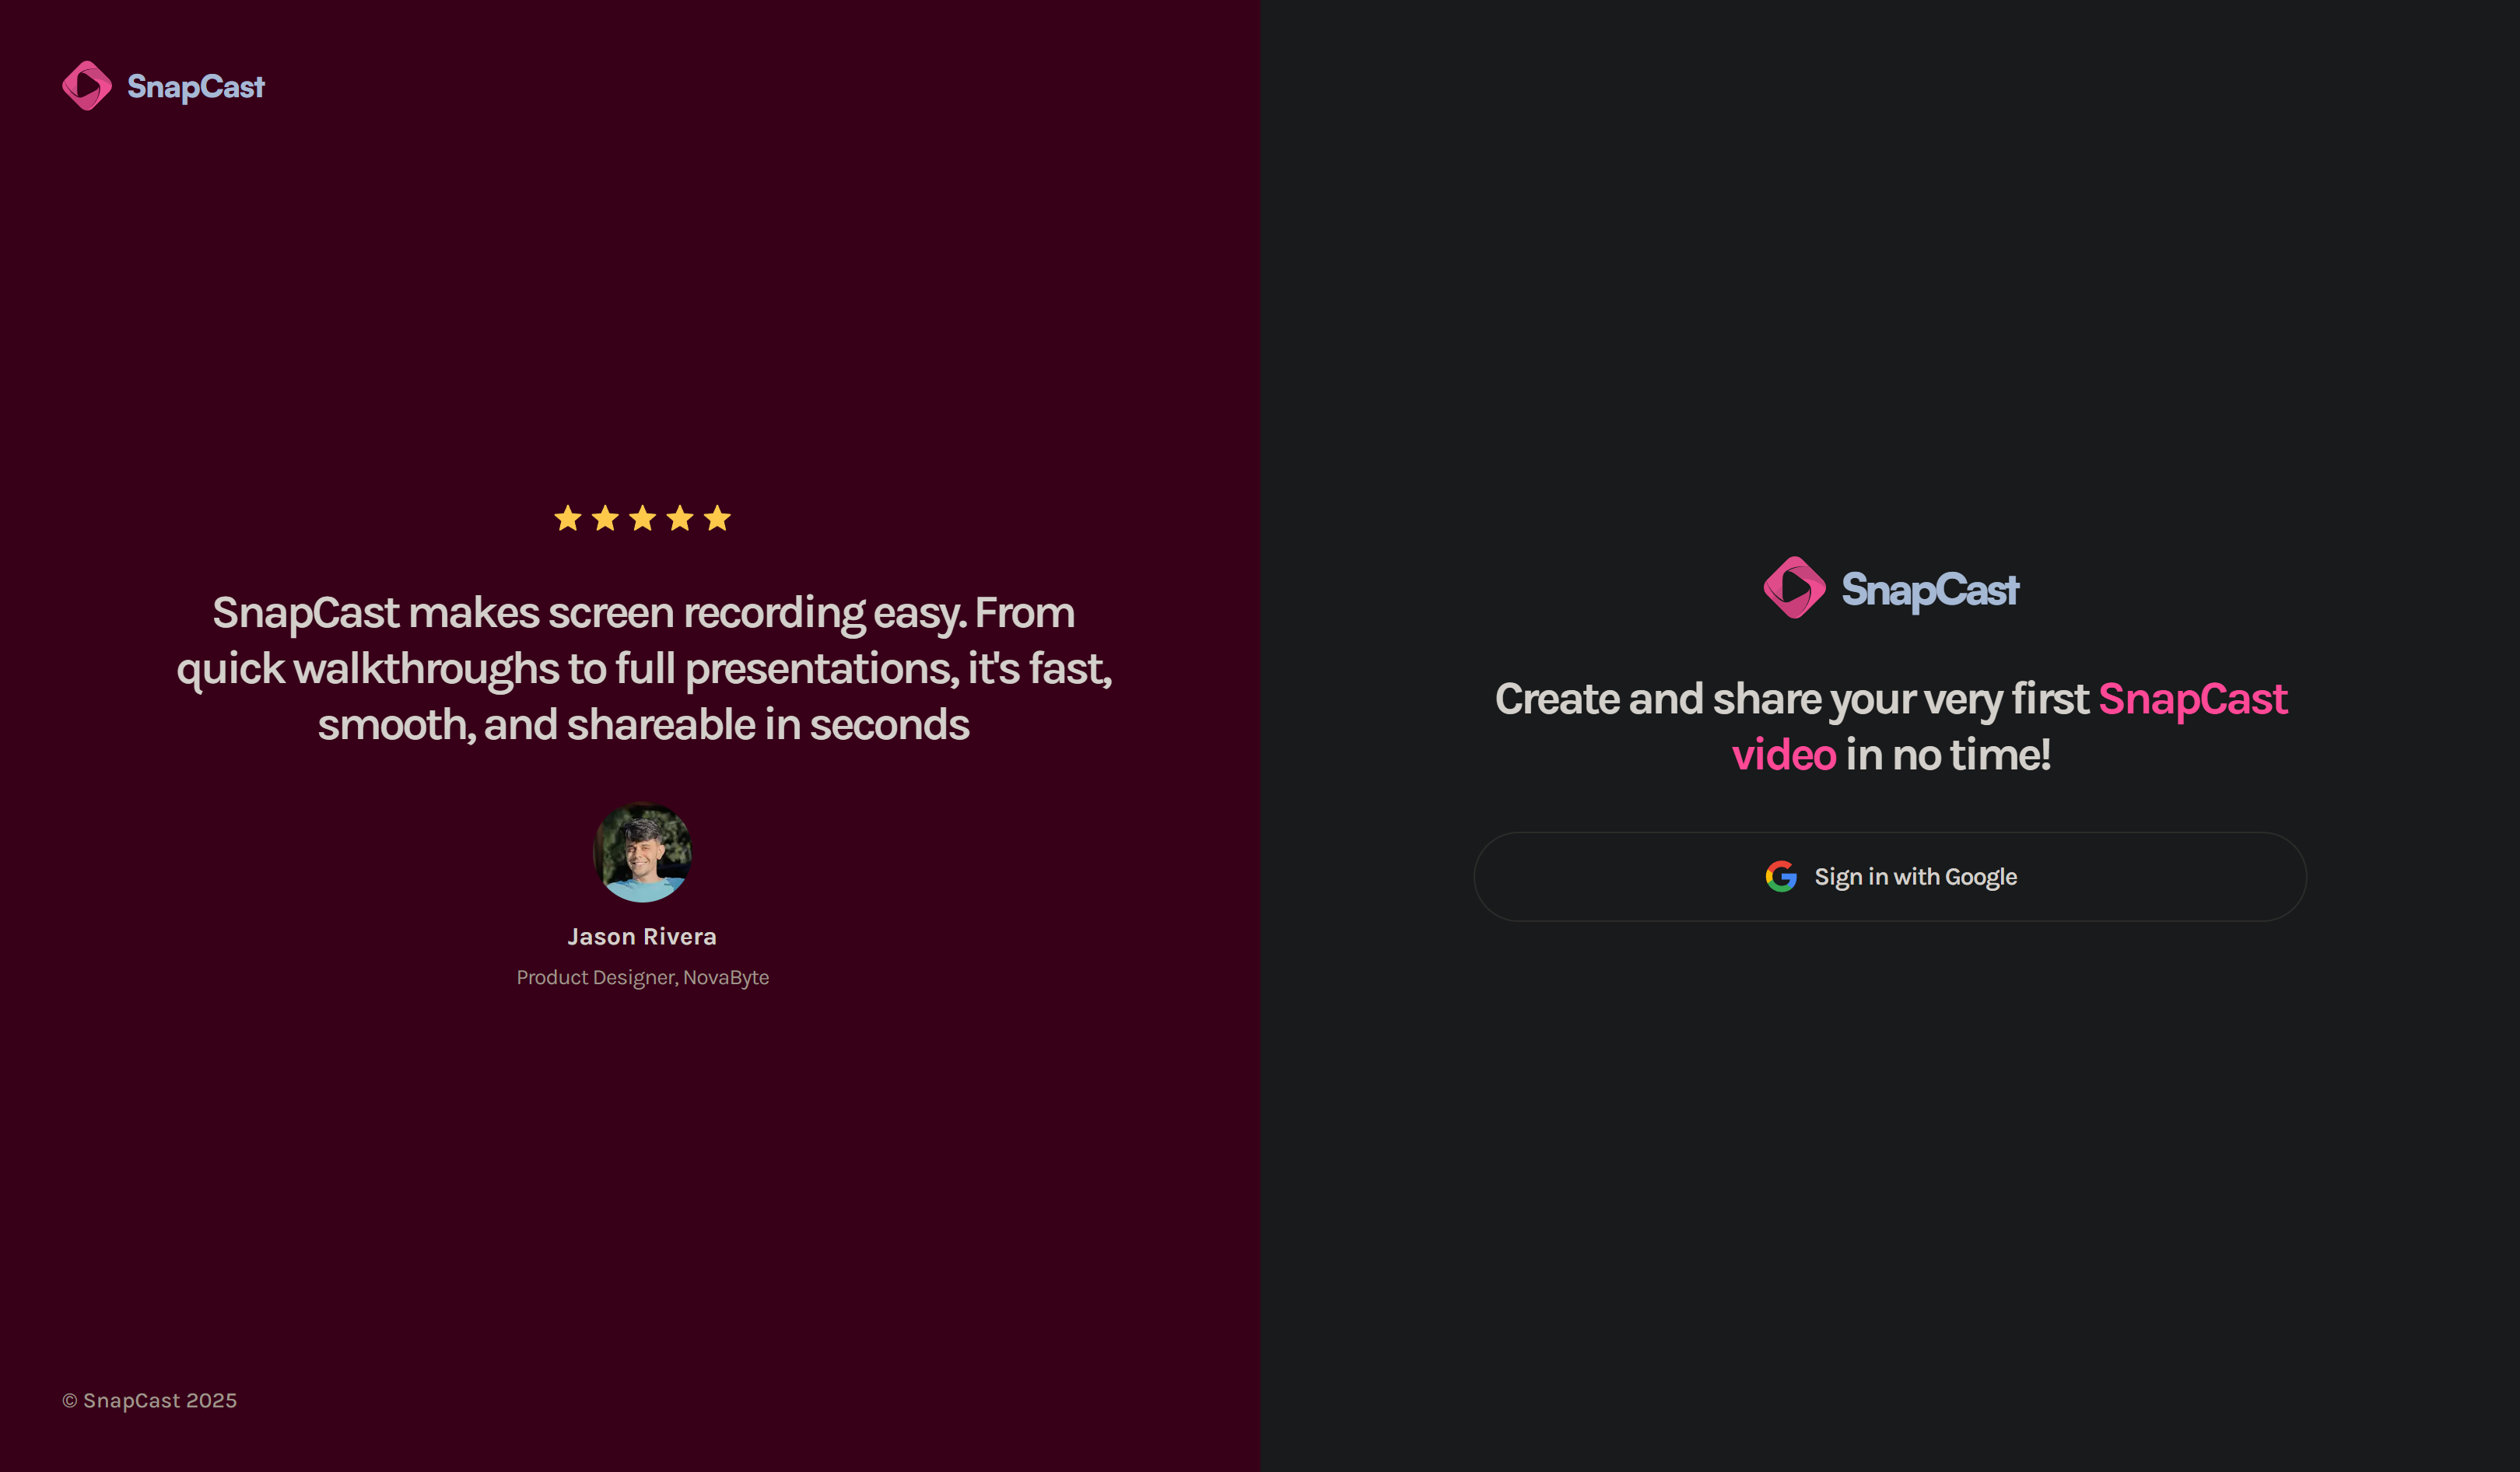 SnapCast
SnapCast makes screen recording easy. From
quick walkthroughs to full presentations, it's fast,
smooth, and shareable in seconds
Jason Rivera
Product Designer, NovaByte
© SnapCast 2025
SnapCast
Create and share your very first SnapCast
video in no time!
Sign in with Google